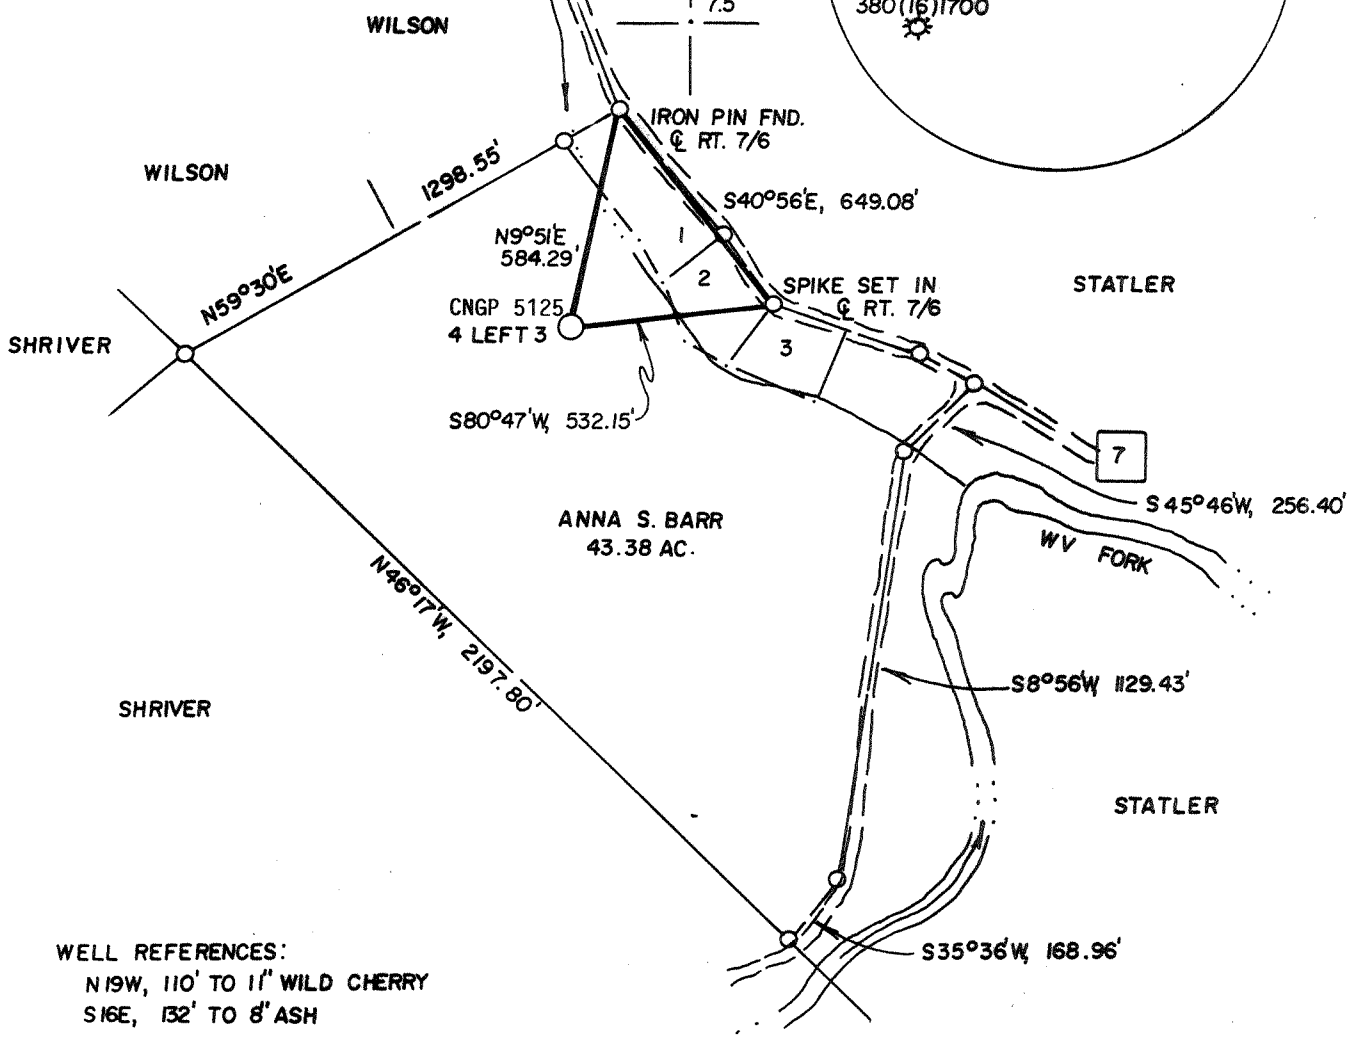 7.5
380(16)1700
WILSON
IRON PIN FND.
℄ RT. 7/6
WILSON
1298.55'
S40°56'E, 649.08'
N9°51'E
584.29'
1
2
N59°30'E
SPIKE SET IN
℄ RT. 7/6
STATLER
CNGP 5125
4 LEFT 3
SHRIVER
3
S80°47'W, 532.15'
7
S45°46'W, 256.40'
ANNA S. BARR
43.38 AC.
WV FORK
N46°17'W, 2197.80'
S8°56'W, 1129.43'
SHRIVER
STATLER
S35°36'W, 168.96'
WELL REFERENCES:
N19W, 110' TO 11" WILD CHERRY
S16E, 132' TO 8" ASH